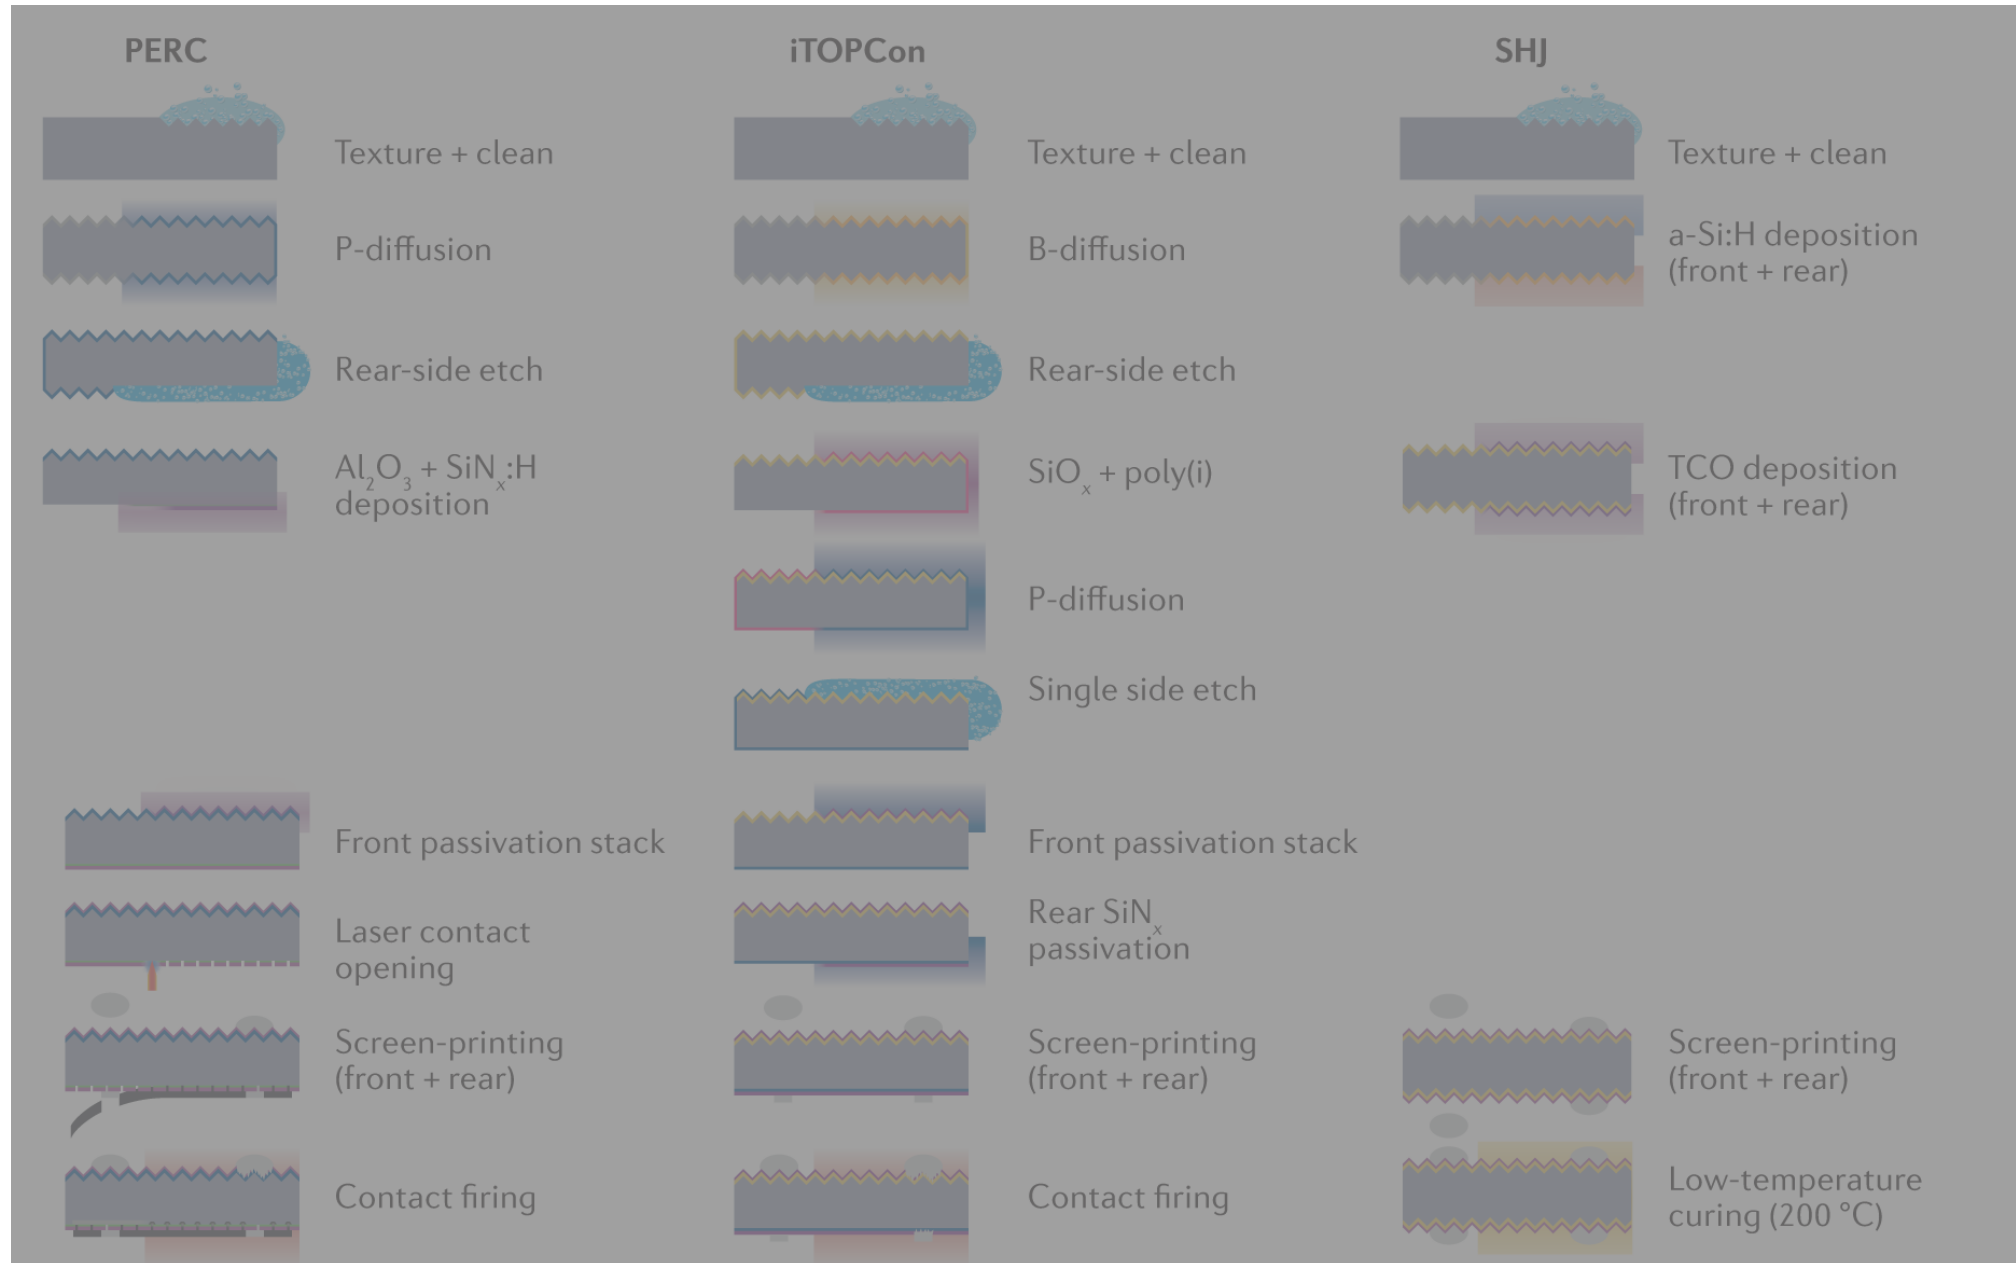 PERC
Texture + clean
P-diffusion
Rear-side etch
Al₂O₃ + SiNₓ:H
deposition
Front passivation stack
Laser contact
opening
Screen-printing
(front + rear)
Contact firing
iTOPCon
Texture + clean
B-diffusion
Rear-side etch
SiOₓ + poly(i)
P-diffusion
Single side etch
Front passivation stack
Rear SiNₓ
passivation
Screen-printing
(front + rear)
Contact firing
SHJ
Texture + clean
a-Si:H deposition
(front + rear)
TCO deposition
(front + rear)
Screen-printing
(front + rear)
Low-temperature
curing (200 °C)